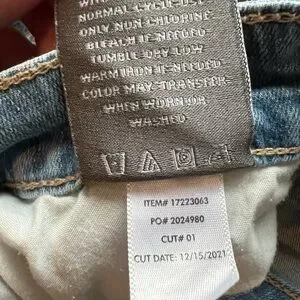 NORMAL CYCLE USE
ONLY NON CHLORINE
BLEACH IF NEEDED
TUMBLE DRY LOW
WARM IRON IF NEEDED
COLOR MAY TRANSFER
WHEN WORN OR
WASHED
ITEM# 17223063
PO# 2024980
CUT# 01
CUT DATE: 12/15/2021